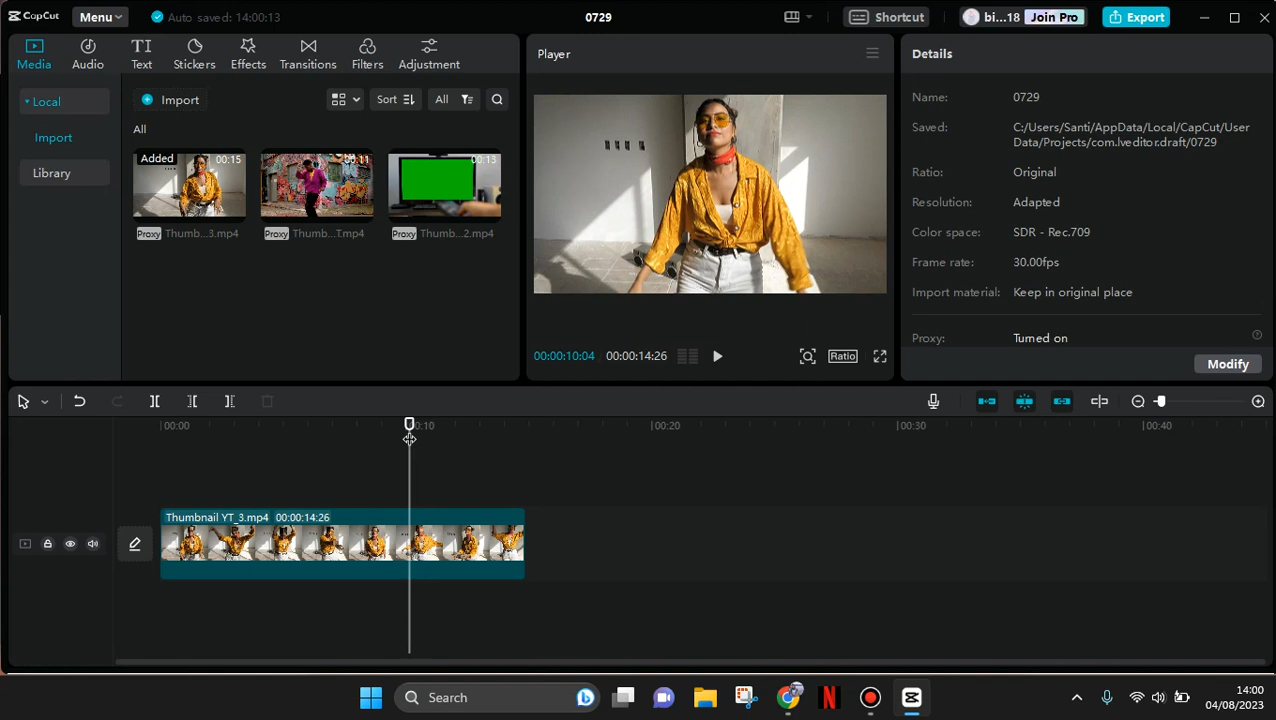 CapCut
Menu
Auto saved: 14:00:13
0729
Shortcut
bi...18
Join Pro
Export
Media
Audio
Text
Stickers
Effects
Transitions
Filters
Adjustment
Player
Details
Local
Import
Library
Import
Sort
All
All
Added
00:15
00:13
Proxy
Thumb...3.mp4
Proxy
Thumb...T.mp4
Proxy
Thumb...2.mp4
Name:
0729
Saved:
C:/Users/Santi/AppData/Local/CapCut/User
Data/Projects/com.lveditor.draft/0729
Ratio:
Original
Resolution:
Adapted
Color space:
SDR - Rec.709
Frame rate:
30.00fps
Import material:
Keep in original place
Proxy:
Turned on
Modify
00:00:10:04
00:00:14:26
Ratio
00:00
00:20
00:30
00:40
Thumbnail YT_3.mp4
00:00:14:26
Search
14:00
04/08/2023